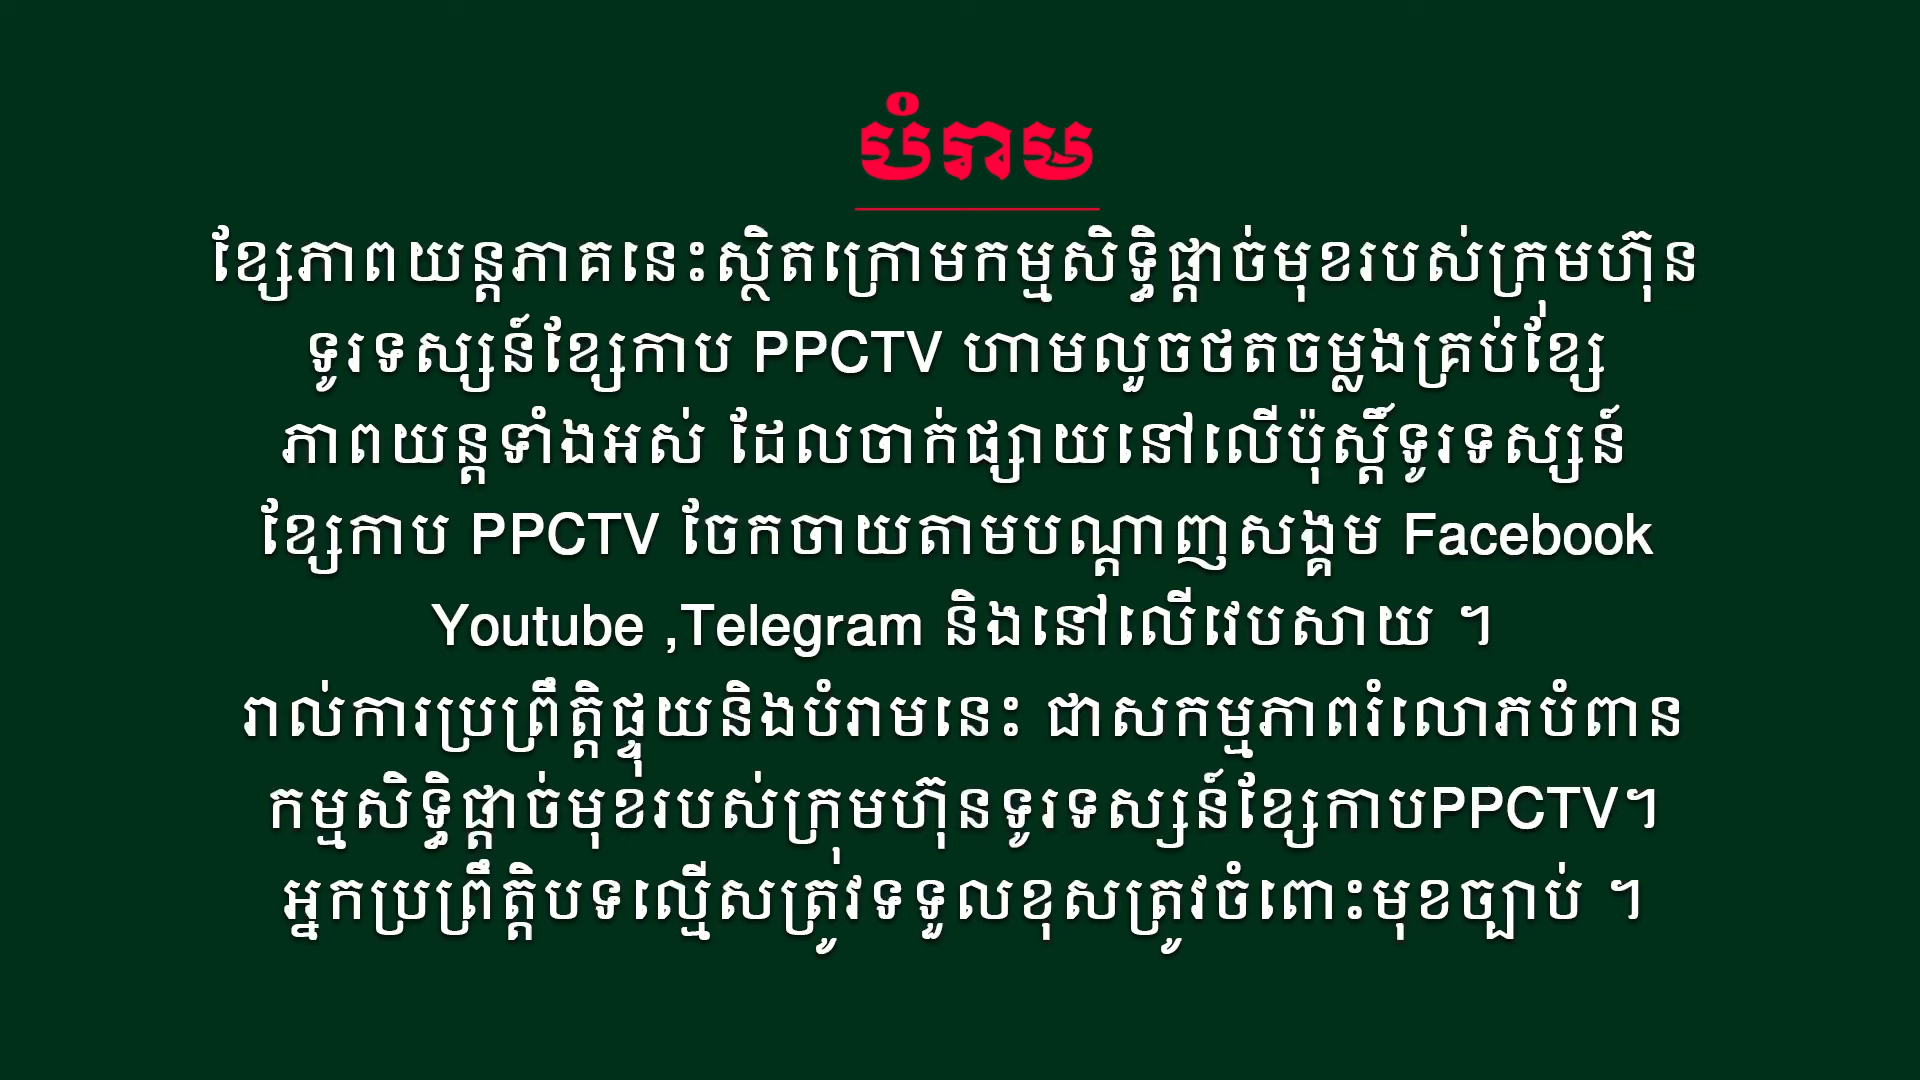 បំរាម
ខ្សែភាពយន្តភាគនេះស្ថិតក្រោមកម្មសិទ្ធិផ្តាច់មុខរបស់ក្រុមហ៊ុន
ទូរទស្សន៍ខ្សែកាប PPCTV ហាមលួចថតចម្លងគ្រប់ខ្សែ
ភាពយន្តទាំងអស់ ដែលចាក់ផ្សាយនៅលើប៉ុស្តិ៍ទូរទស្សន៍
ខ្សែកាប PPCTV ចែកចាយតាមបណ្តាញសង្គម Facebook
Youtube ,Telegram និងនៅលើវេបសាយ ។
រាល់ការប្រព្រឹត្តិផ្ទុយនិងបំរាមនេះ ជាសកម្មភាពរំលោភបំពាន
កម្មសិទ្ធិផ្តាច់មុខរបស់ក្រុមហ៊ុនទូរទស្សន៍ខ្សែកាបPPCTV។
អ្នកប្រព្រឹត្តិបទល្មើសត្រូវទទួលខុសត្រូវចំពោះមុខច្បាប់ ។